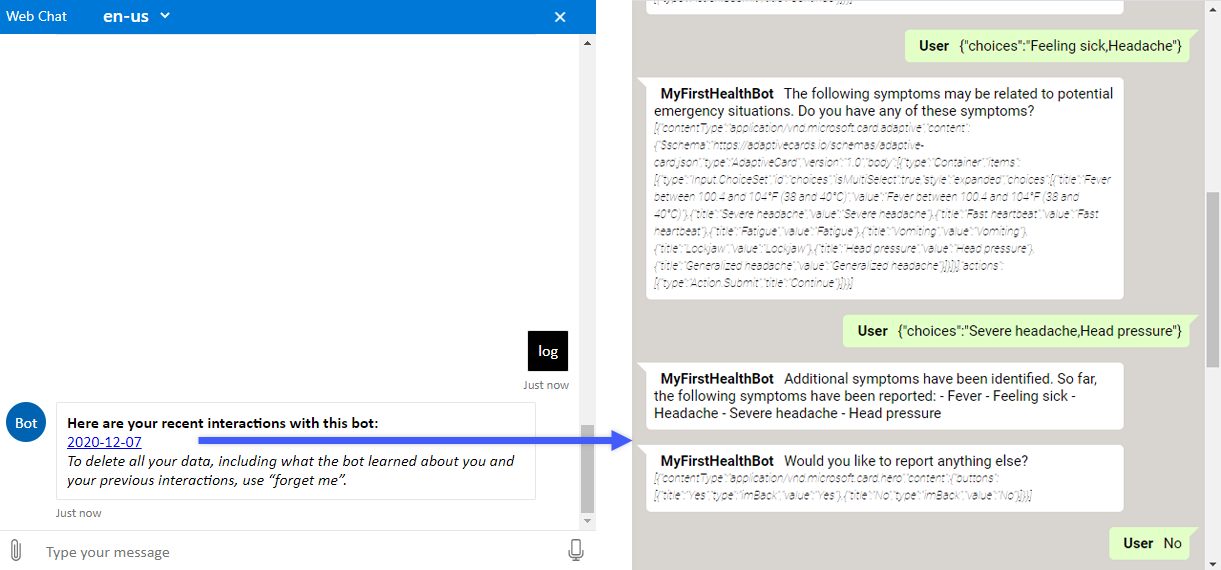 Web Chat en-us
log
Just now
Bot
Here are your recent interactions with this bot:
2020-12-07
To delete all your data, including what the bot learned about you and
your previous interactions, use “forget me”.
Just now
Type your message
User {"choices":"Feeling sick,Headache"}
MyFirstHealthBot The following symptoms may be related to potential
emergency situations. Do you have any of these symptoms?
[{"contentType":"application/vnd.microsoft.card.adaptive","content":
{"$schema":"https://adaptivecards.io/schemas/adaptive-
card.json","type":"AdaptiveCard","version":"1.0","body":[{"type":"Container","items":
[{"type":"Input.ChoiceSet","id":"choices","isMultiSelect":true,"style":"expanded","choices":[{"title":"Fever
between 100.4 and 104°F (38 and 40°C)","value":"Fever between 100.4 and 104°F (38 and
40°C)"},{"title":"Severe headache","value":"Severe headache"},{"title":"Fast heartbeat","value":"Fast
heartbeat"},{"title":"Fatigue","value":"Fatigue"},{"title":"Vomiting","value":"Vomiting"},
{"title":"Lockjaw","value":"Lockjaw"},{"title":"Head pressure","value":"Head pressure"},
{"title":"Generalized headache","value":"Generalized headache"}]}]}],"actions":
[{"type":"Action.Submit","title":"Continue"}]}}]
User {"choices":"Severe headache,Head pressure"}
MyFirstHealthBot Additional symptoms have been identified. So far,
the following symptoms have been reported: - Fever - Feeling sick -
Headache - Severe headache - Head pressure
MyFirstHealthBot Would you like to report anything else?
[{"contentType":"application/vnd.microsoft.card.hero","content":{"buttons":
[{"title":"Yes","type":"imBack","value":"Yes"},{"title":"No","type":"imBack","value":"No"}]}}]
User No